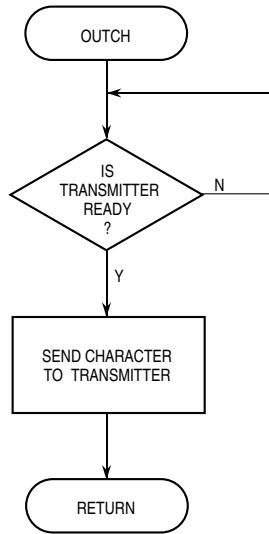 OUTCH
IS
TRANSMITTER
READY
?
N
Y
SEND CHARACTER
TO TRANSMITTER
RETURN